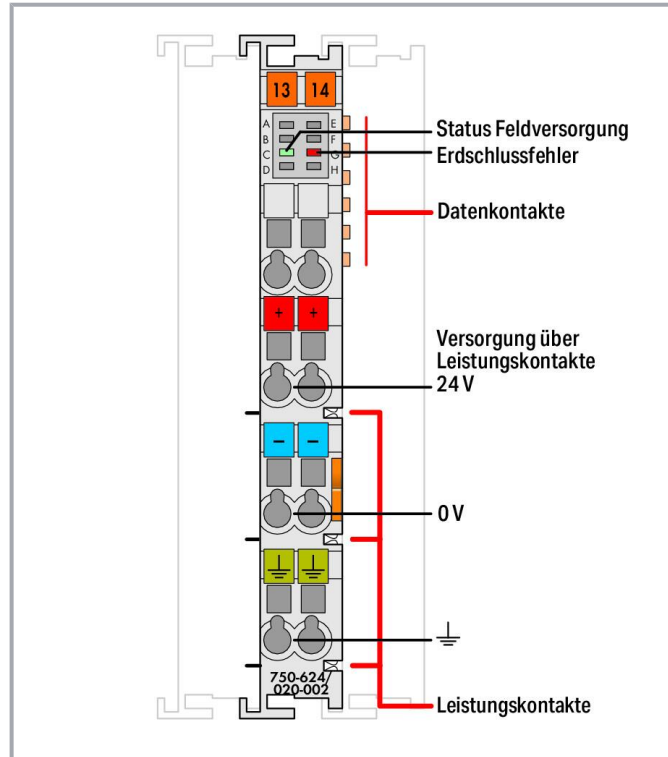 13 14
A E
B F
C G
D H
Status Feldversorgung
Erdschlussfehler
Datenkontakte
+ +
Versorgung über
Leistungskontakte
24 V
− −
0 V
750-624/
020-002
Leistungskontakte